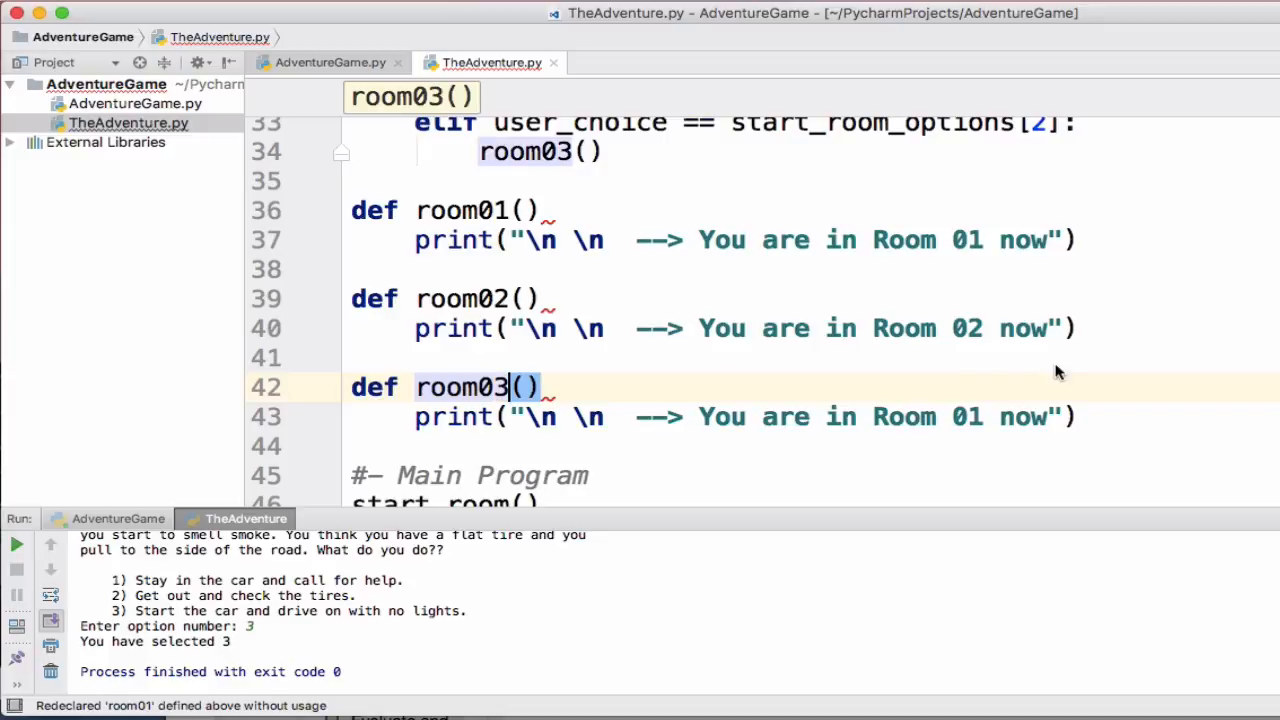 TheAdventure.py - AdventureGame - [~/PycharmProjects/AdventureGame]
AdventureGame TheAdventure.py
Project AdventureGame.py TheAdventure.py
AdventureGame ~/Pycharm
AdventureGame.py
TheAdventure.py
External Libraries
room03()
33 elif user_choice == start_room_options[2]:
34 room03()
35
36 def room01()
37 print("\n \n --> You are in Room 01 now")
38
39 def room02()
40 print("\n \n --> You are in Room 02 now")
41
42 def room03()
43 print("\n \n --> You are in Room 01 now")
44
45 #- Main Program
46 start_room()
Run: AdventureGame TheAdventure
you start to smell smoke. You think you have a flat tire and you
pull to the side of the road. What do you do??
1) Stay in the car and call for help.
2) Get out and check the tires.
3) Start the car and drive on with no lights.
Enter option number: 3
You have selected 3
Process finished with exit code 0
Redeclared 'room01' defined above without usage